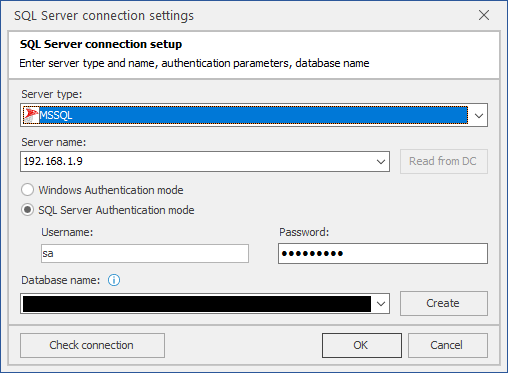 SQL Server connection settings
SQL Server connection setup
Enter server type and name, authentication parameters, database name
Server type:
MSSQL
Server name:
192.168.1.9
Read from DC
Windows Authentication mode
SQL Server Authentication mode
Username:
Password:
sa
●●●●●●●●●
Database name:
Create
Check connection
OK
Cancel